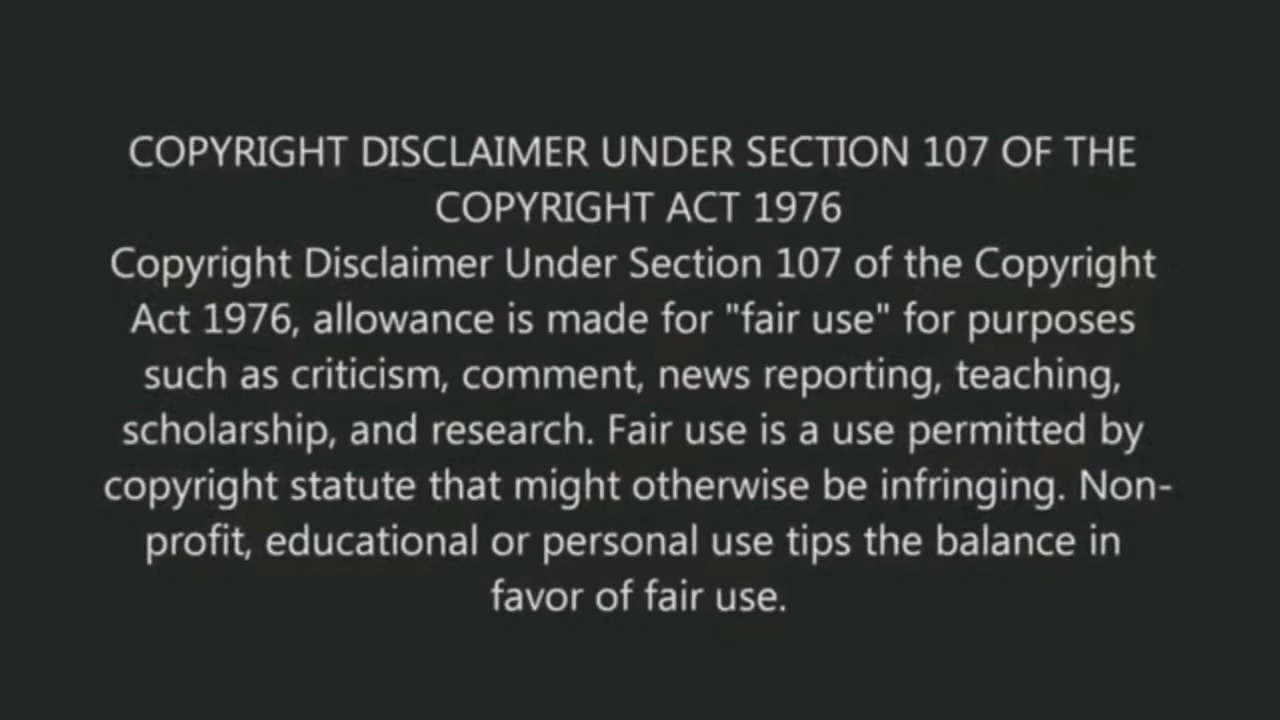 COPYRIGHT DISCLAIMER UNDER SECTION 107 OF THE
COPYRIGHT ACT 1976
Copyright Disclaimer Under Section 107 of the Copyright
Act 1976, allowance is made for "fair use" for purposes
such as criticism, comment, news reporting, teaching,
scholarship, and research. Fair use is a use permitted by
copyright statute that might otherwise be infringing. Non-
profit, educational or personal use tips the balance in
favor of fair use.